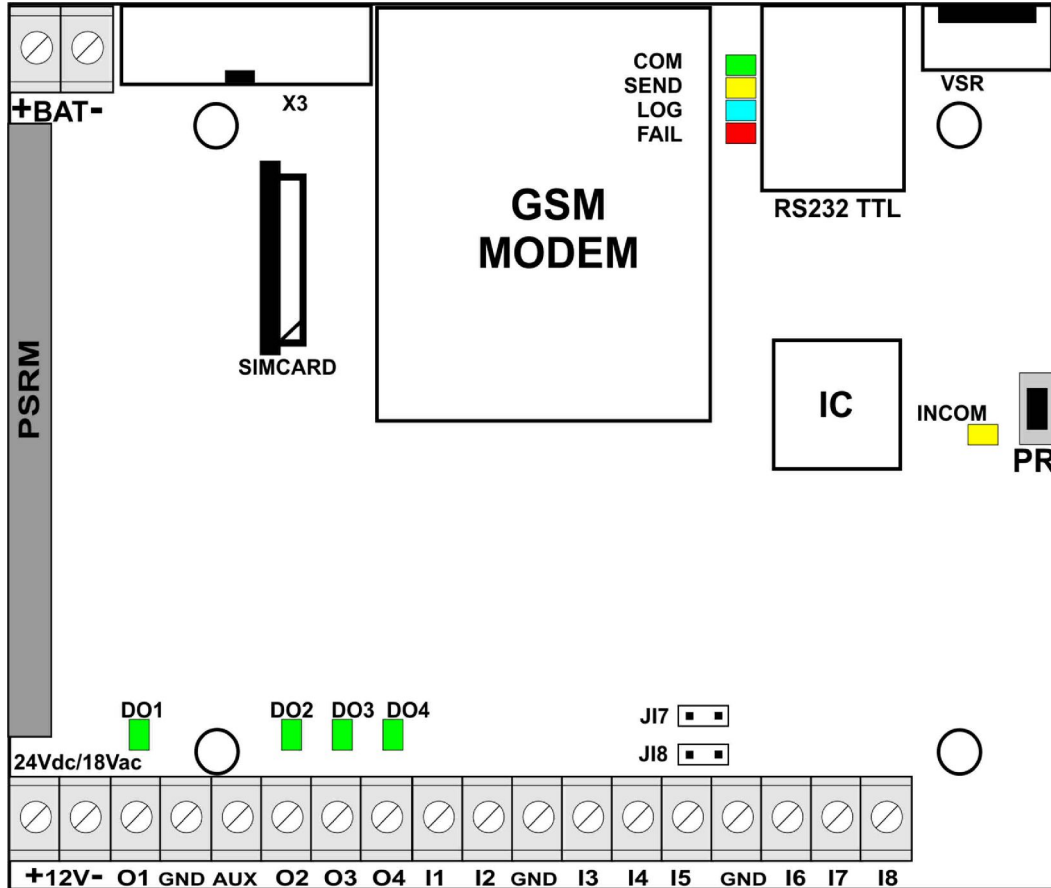 COM
SEND
LOG
FAIL
VSR
+BAT-
X3
GSM
MODEM
RS232 TTL
SIMCARD
PSRM
IC
INCOM
PR
DO1 DO2 DO3 DO4
JI7
JI8
24Vdc/18Vac
+12V- O1 GND AUX O2 O3 O4 I1 I2 GND I3 I4 I5 GND I6 I7 I8